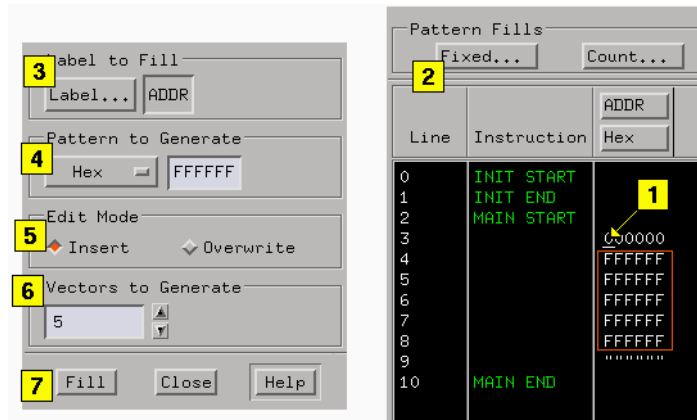 3
Label to Fill
Label... ADDR
4
Pattern to Generate
Hex FFFFFF
Edit Mode
5
Insert Overwrite
6
Vectors to Generate
5
7
Fill Close Help
Pattern Fills
Fixed... Count...
2
ADDR
Line Instruction Hex
0 INIT START
1 INIT END
1
2 MAIN START
3 000000
4 FFFFFF
5 FFFFFF
6 FFFFFF
7 FFFFFF
8 FFFFFF
9 """"""
10 MAIN END